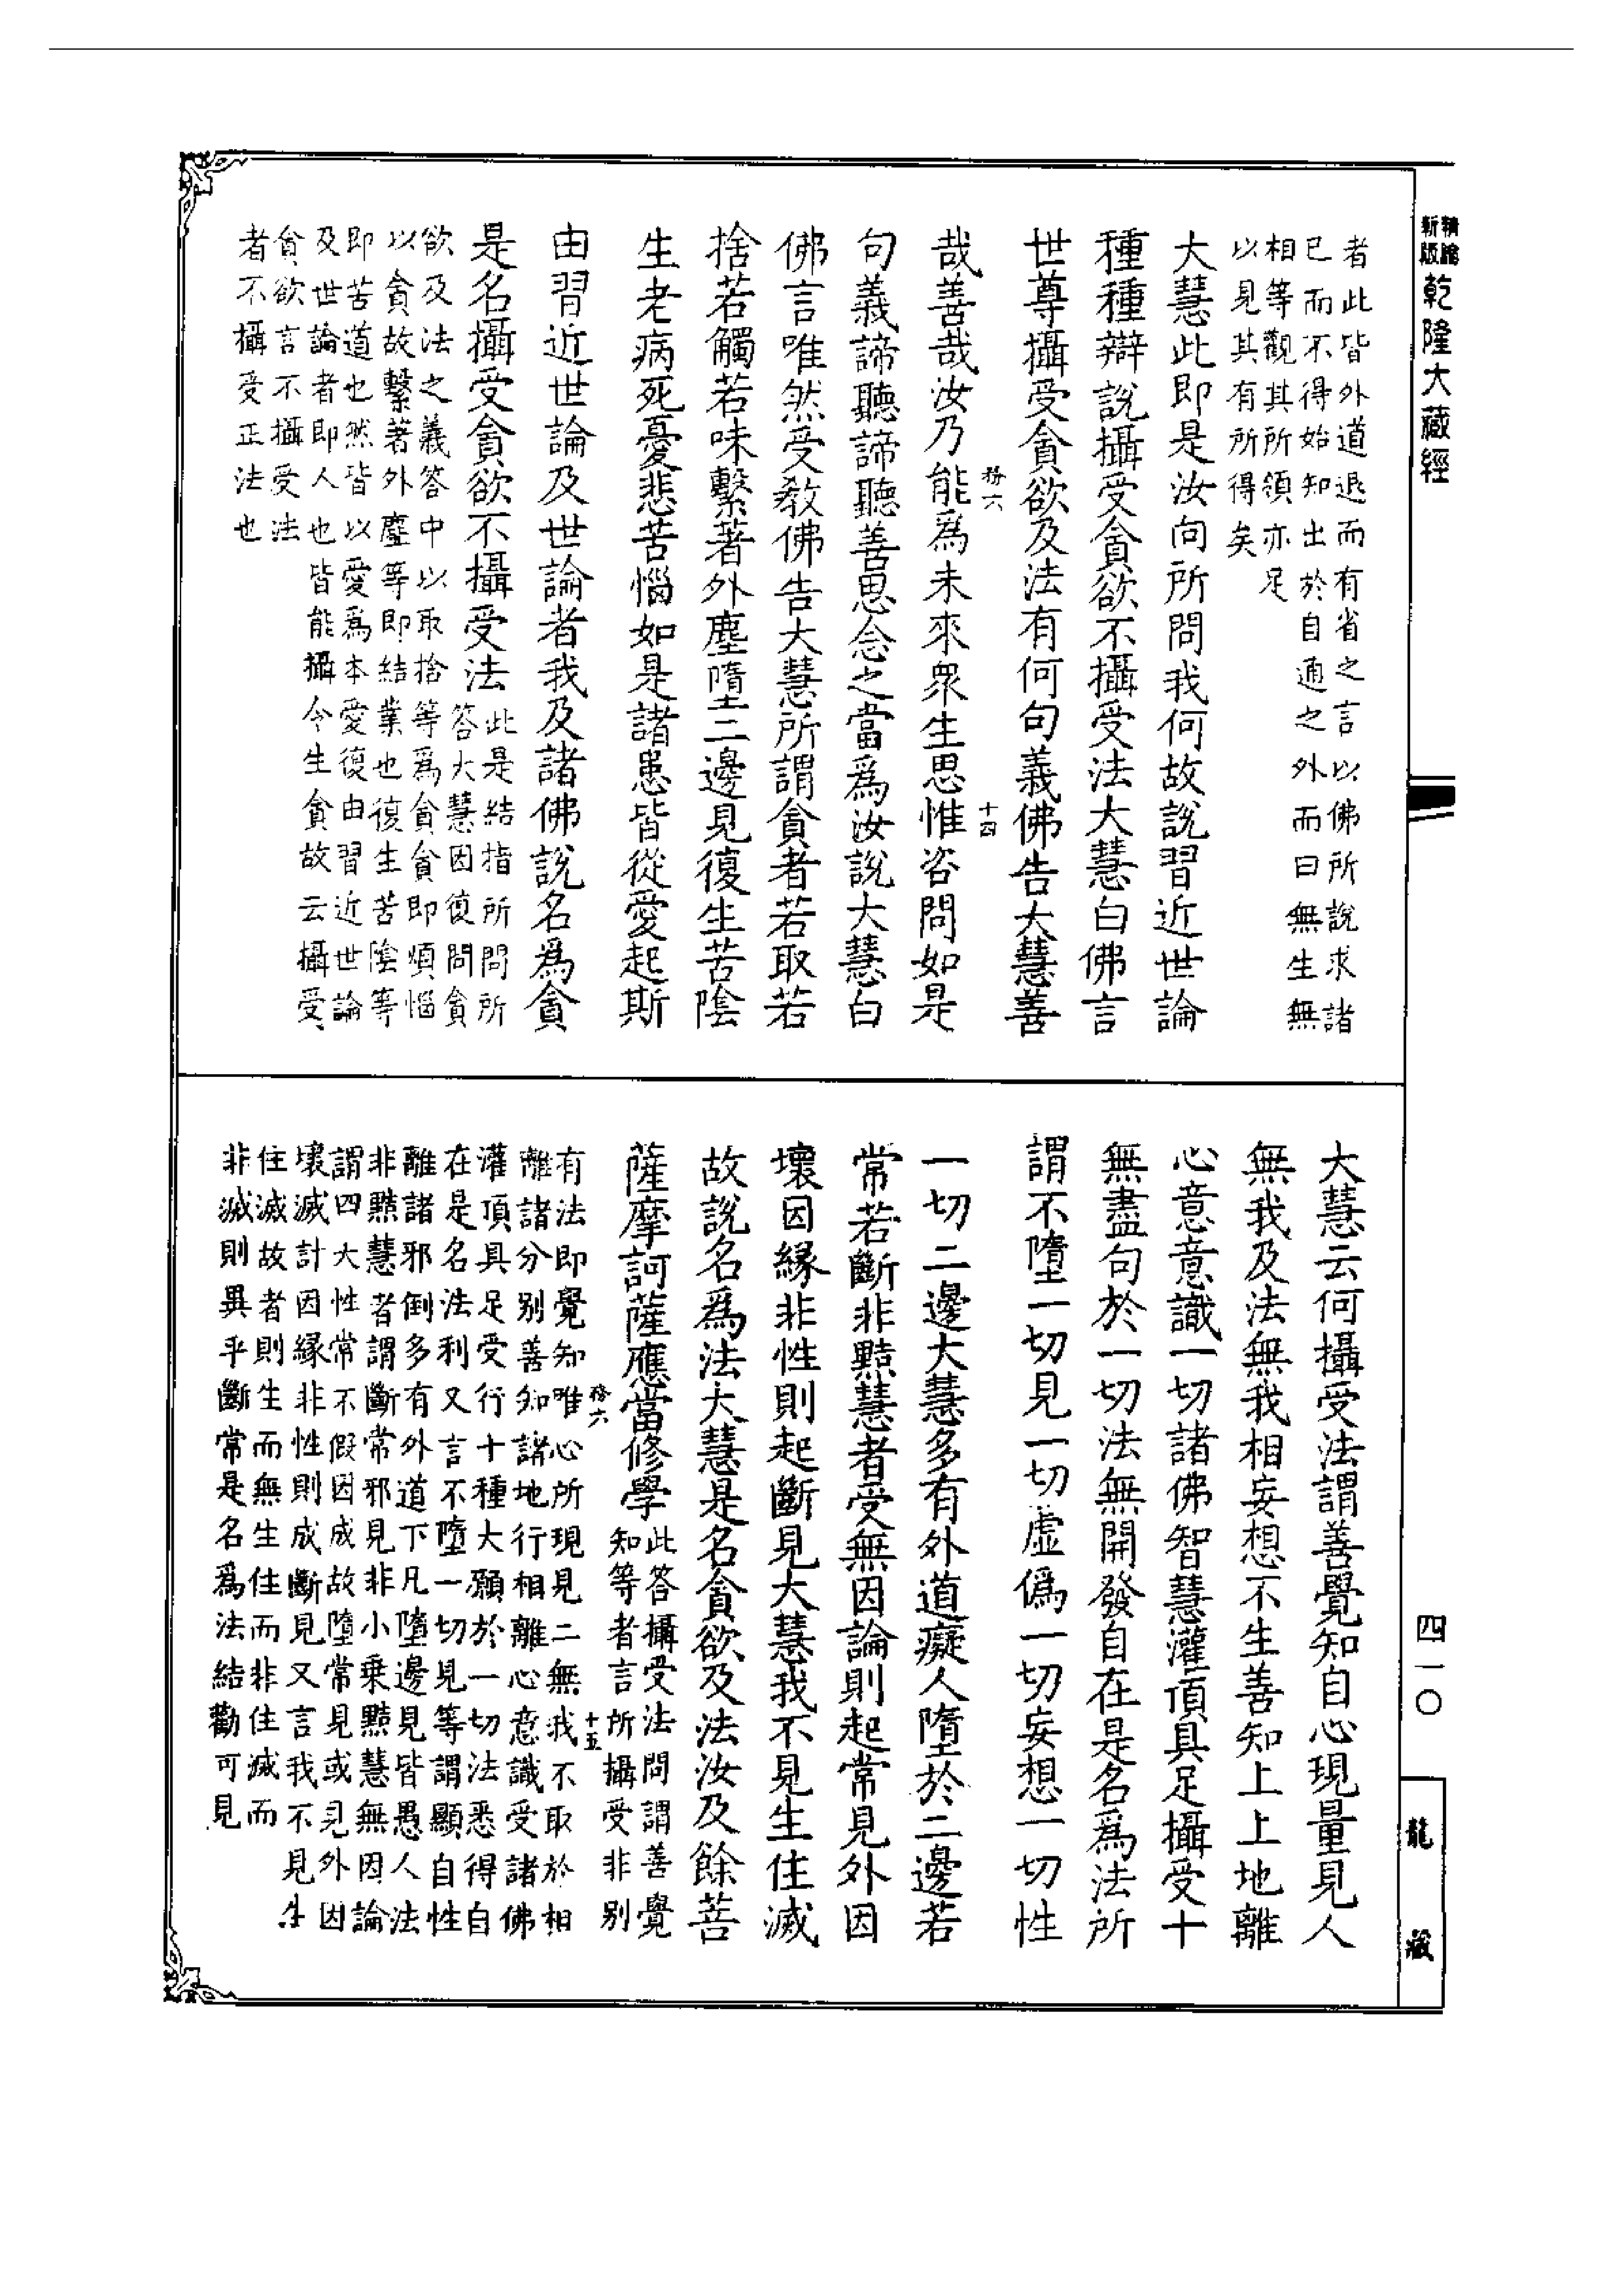 新版
乾隆大藏經
者此皆外道退而有省之言以佛所說求諸
已而不得始知出於自通之外而曰無生無
相等觀其所領亦足
以見其有所得矣
大慧此即是汝向所問我何故說習近世論
種種辯說攝受貪欲不攝受法大慧白佛言
世尊攝受貪欲及法有何句義佛告大慧善
哉善哉汝乃能爲未來衆生思惟咨問如是
務六
十四
句義諦聽諦聽善思念之當爲汝說大慧白
佛言唯然受教佛告大慧所謂貪者若取若
捨若觸若味繫著外塵墮二邊見復生苦陰
生老病死憂悲苦惱如是諸患皆從愛起斯
由習近世論及世論者我及諸佛說名爲貪
是名攝受貪欲不攝受法
此是結指所問所
答大慧因復問貪
欲及法之義答中以取捨等爲貪貪即煩惱
以貪故繫著外塵等即結業也復生苦陰等
即苦道也然皆以愛爲本愛復由習近世論
及世論者即人也皆能攝令生貪故云攝受
貪欲言不攝受法
者不攝受正法也
大慧云何攝受法謂善覺知自心現量見人
無我及法無我相妄想不生善知上上地離
心意意識一切諸佛智慧灌頂具足攝受十
無盡句於一切法無開發自在是名爲法所
謂不墮一切見一切虛僞一切妄想一切性
一切二邊大慧多有外道癡人墮於二邊若
常若斷非黠慧者受無因論則起常見外因
壞因緣非性則起斷見大慧我不見生住滅
故說名爲法大慧是名貪欲及法汝及餘菩
薩摩訶薩應當修學
此答攝受法問謂善覺
知等者言所攝受非別
務六
十五
有法即覺知唯心所現見二無我不取於相
離諸分別善知諸地行相離心意識受諸佛
灌頂具足受行十種大願於一切法悉得自
在是名法利又言不墮一切見等謂顯自性
離諸邪倒多有外道下凡墮邊見皆愚人法
非黠慧者謂斷常邪見非小乗黠慧無因論
謂四大性常不假因成故墮常見或見外因
壞滅計因緣非性則成斷見又言我不見生
住滅故者則生而無生住而非住滅而
非滅則異乎斷常是名爲法結勸可見
四一〇
龍藏